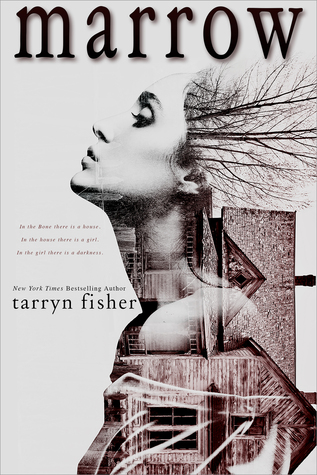 marrow
In the Bone there is a house.
In the house there is a girl.
In the girl there is a darkness.
New York Times Bestselling Author
tarryn fisher